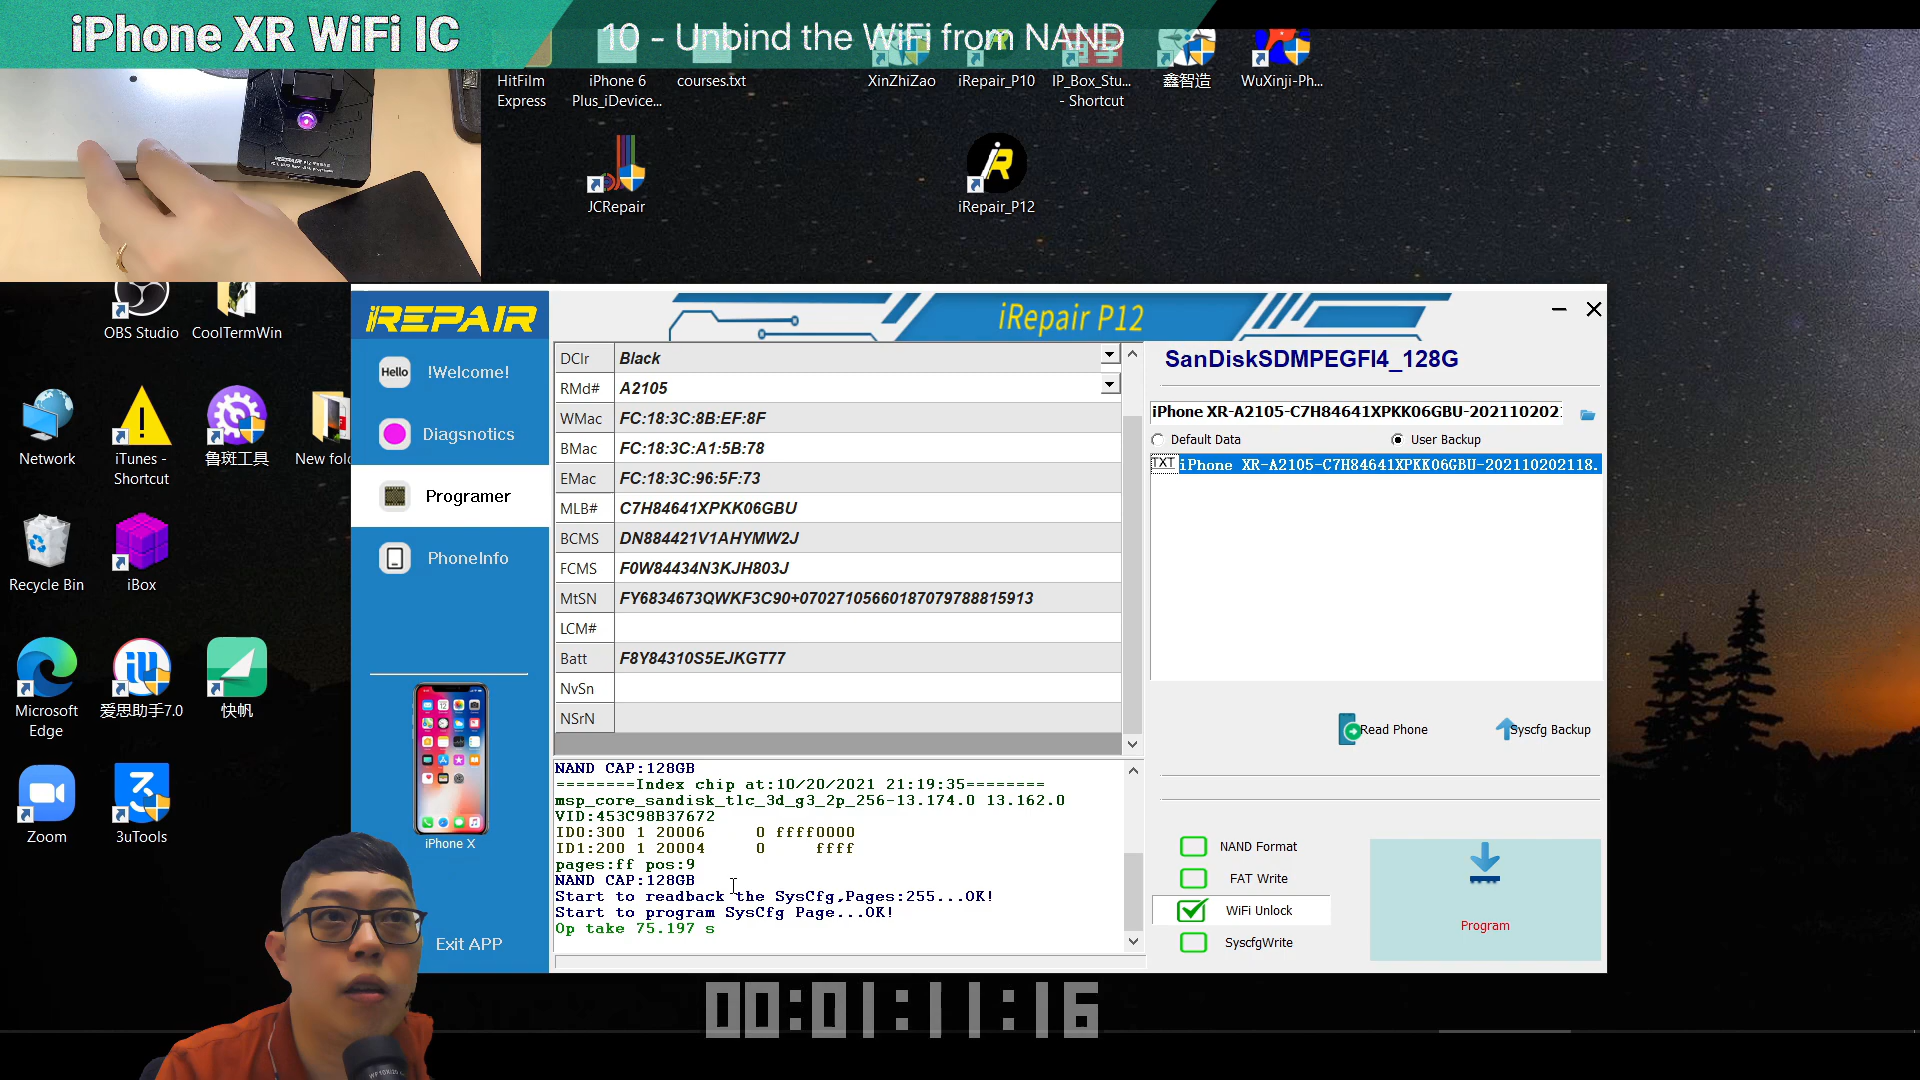 iPhone XR WiFi IC
10 - Unbind the WiFi from NAND
HitFilm
Express
iPhone 6
Plus_iDevice...
courses.txt
XinZhiZao
iRepair_P10
IP_Box_Stu...
- Shortcut
鑫智造
WuXinji-Ph...
JCRepair
iRepair_P12
OBS Studio
CoolTermWin
Network
iTunes -
Shortcut
鲁班工具
New fold
Recycle Bin
iBox
Microsoft
Edge
爱思助手7.0
快帆
Zoom
3uTools
iREPAIR
iRepair P12
Hello
!Welcome!
Diagsnotics
Programer
PhoneInfo
iPhone X
Exit APP
DClr Black
RMd# A2105
WMac FC:18:3C:8B:EF:8F
BMac FC:18:3C:A1:5B:78
EMac FC:18:3C:96:5F:73
MLB# C7H84641XPKK06GBU
BCMS DN884421V1AHYMW2J
FCMS F0W84434N3KJH803J
MtSN FY6834673QWKF3C90+07027105660187079788815913
LCM#
Batt F8Y84310S5EJKGT77
NvSn
NSrN
NAND CAP:128GB
========Index chip at:10/20/2021 21:19:35========
msp_core_sandisk_tlc_3d_g3_2p_256-13.174.0 13.162.0
VID:453C98B37672
ID0:300 1 20006 0 ffff0000
ID1:200 1 20004 0 ffff
pages:ff pos:9
NAND CAP:128GB
Start to readback the SysCfg,Pages:255...OK!
Start to program SysCfg Page...OK!
Op take 75.197 s
SanDiskSDMPEGFI4_128G
iPhone XR-A2105-C7H84641XPKK06GBU-202110202
Default Data
User Backup
TXT iPhone XR-A2105-C7H84641XPKK06GBU-202110202118.
Read Phone
Syscfg Backup
NAND Format
FAT Write
WiFi Unlock
SyscfgWrite
Program
00:01:11:16